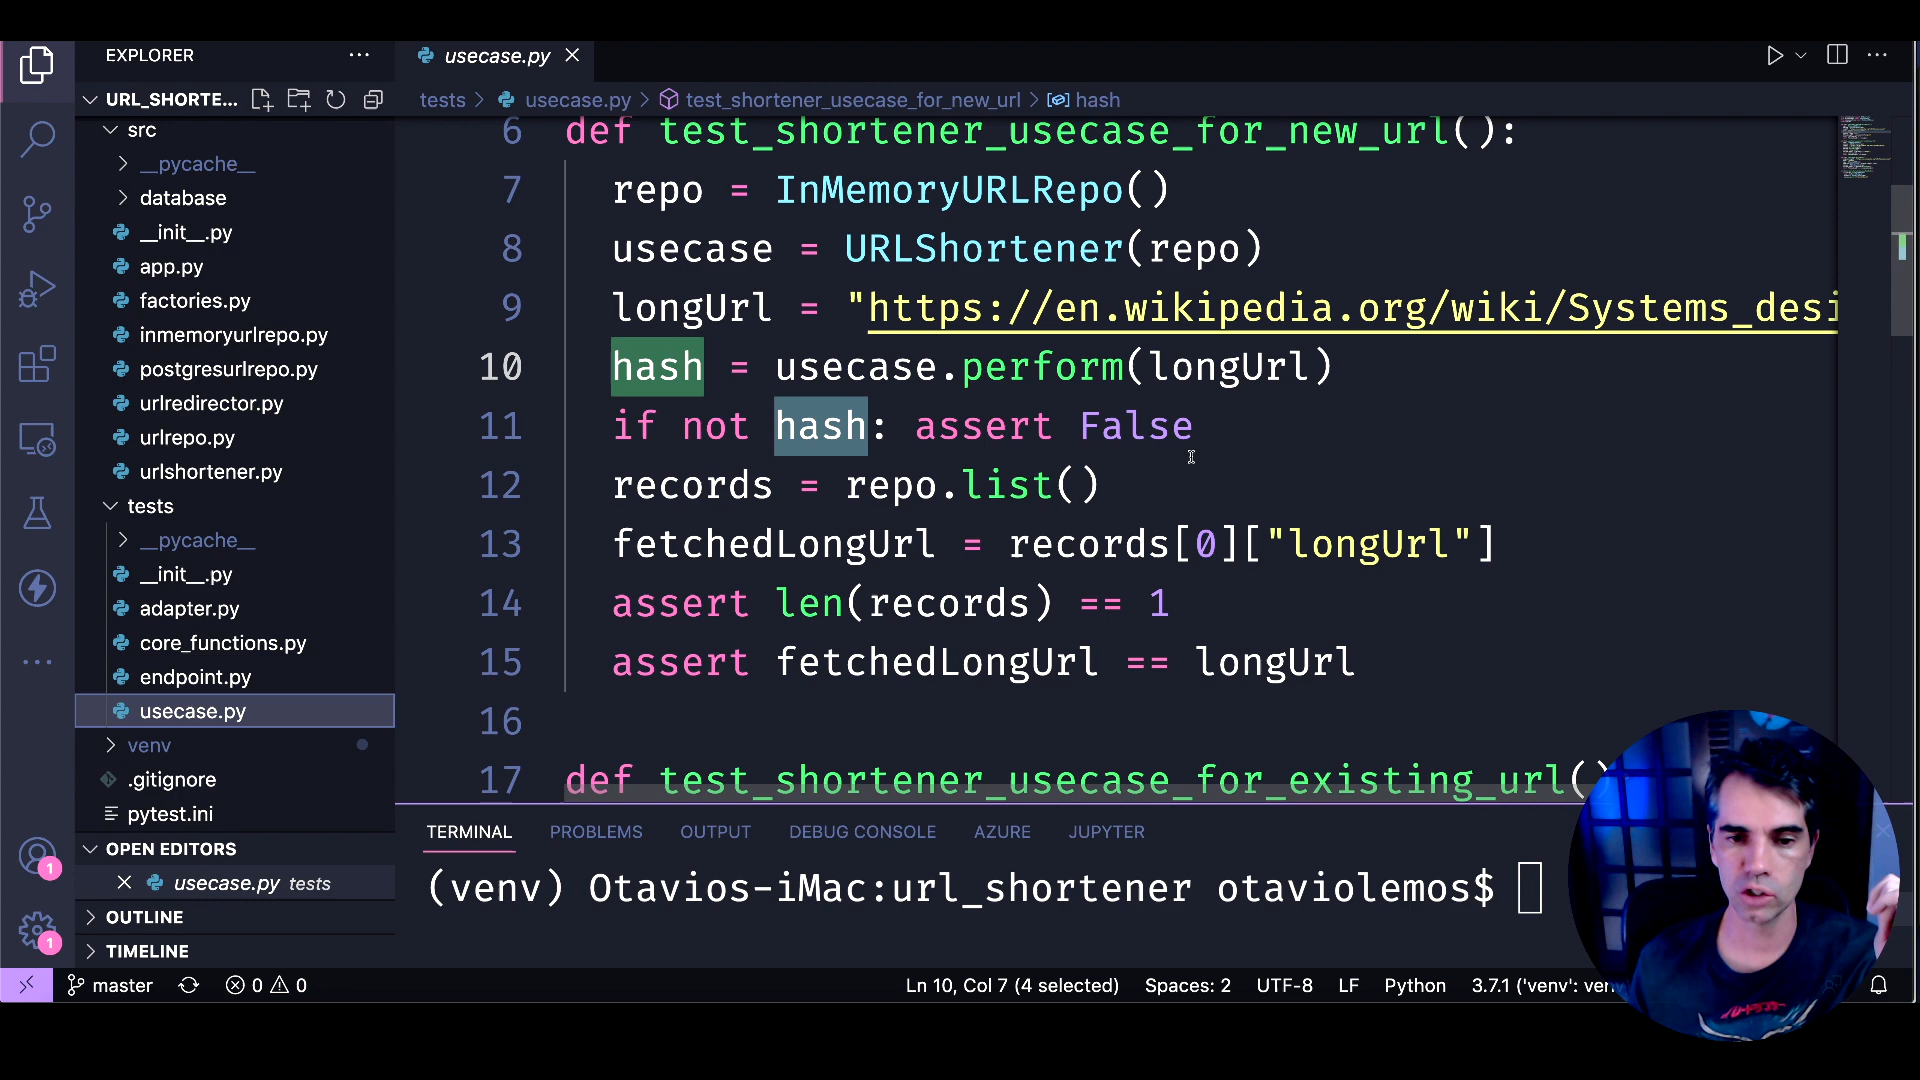 EXPLORER
URL_SHORTE...
src
__pycache__
database
__init__.py
app.py
factories.py
inmemoryurlrepo.py
postgresurlrepo.py
urlredirector.py
urlrepo.py
urlshortener.py
tests
__pycache__
__init__.py
adapter.py
core_functions.py
endpoint.py
usecase.py
venv
.gitignore
pytest.ini
OPEN EDITORS
usecase.py tests
OUTLINE
TIMELINE
1
1
usecase.py
tests > usecase.py > test_shortener_usecase_for_new_url > hash
6 def test_shortener_usecase_for_new_url():
7 repo = InMemoryURLRepo()
8 usecase = URLShortener(repo)
9 longUrl = "https://en.wikipedia.org/wiki/Systems_desi
10 hash = usecase.perform(longUrl)
11 if not hash: assert False
12 records = repo.list()
13 fetchedLongUrl = records[0]["longUrl"]
14 assert len(records) == 1
15 assert fetchedLongUrl == longUrl
16
17 def test_shortener_usecase_for_existing_url()
TERMINAL PROBLEMS OUTPUT DEBUG CONSOLE AZURE JUPYTER
(venv) Otavios-iMac:url_shortener otaviolemos$
master 0 0 Ln 10, Col 7 (4 selected) Spaces: 2 UTF-8 LF Python 3.7.1 ('venv': ven